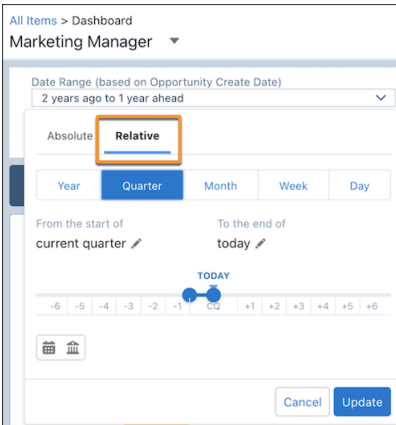 All Items > Dashboard
Marketing Manager
Date Range (based on Opportunity Create Date)
2 years ago to 1 year ahead
Absolute Relative
Year Quarter Month Week Day
From the start of To the end of
current quarter today
TODAY
-6 -5 -4 -3 -2 -1 CQ +1 +2 +3 +4 +5 +6
Cancel Update